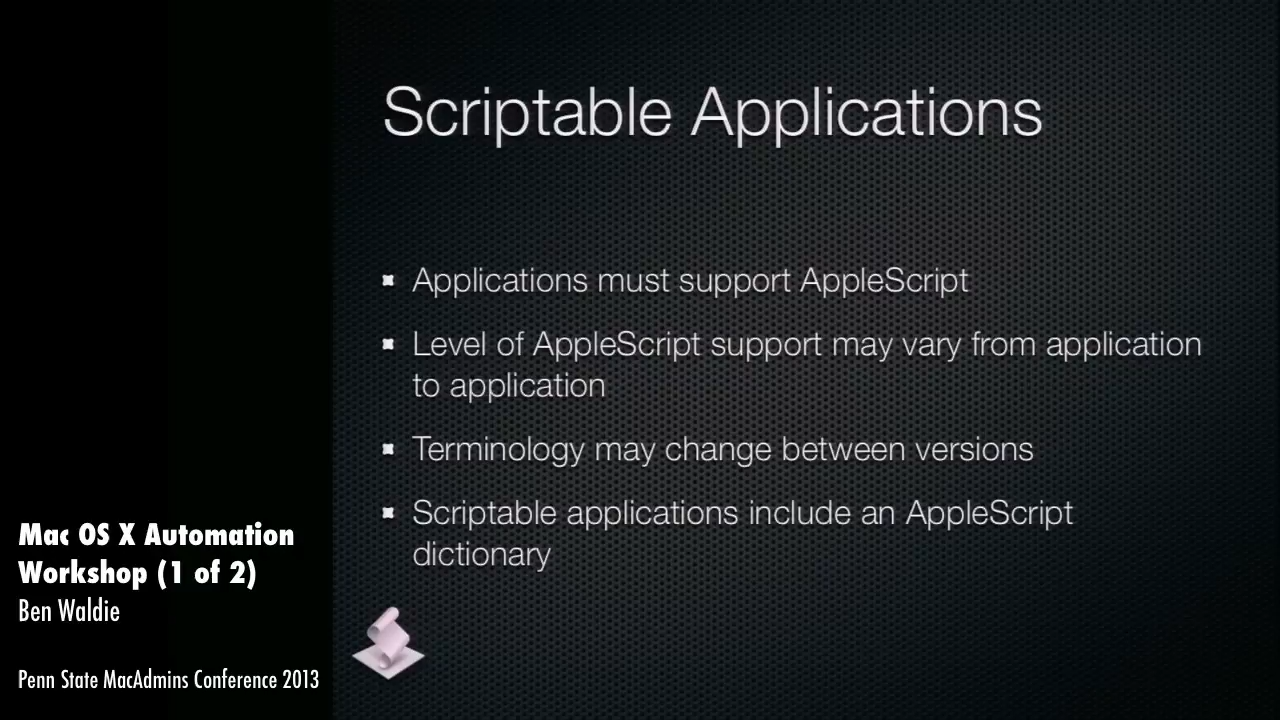 Scriptable Applications
Applications must support AppleScript
Level of AppleScript support may vary from application
to application
Terminology may change between versions
Scriptable applications include an AppleScript
dictionary
Mac OS X Automation
Workshop (1 of 2)
Ben Waldie
Penn State MacAdmins Conference 2013